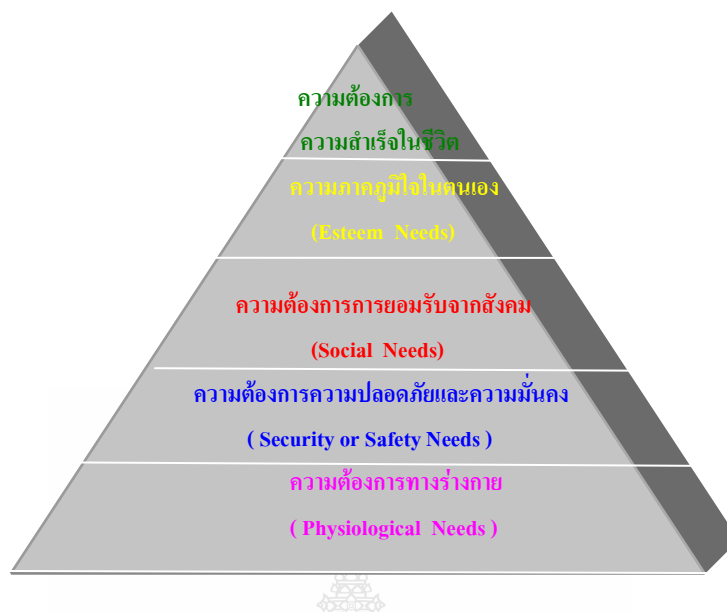 ความต้องการ
ความสำเร็จในชีวิต
ความภาคภูมิใจในตนเอง
(Esteem Needs)
ความต้องการการยอมรับจากสังคม
(Social Needs)
ความต้องการความปลอดภัยและความมั่นคง
( Security or Safety Needs )
ความต้องการทางร่างกาย
( Physiological Needs )